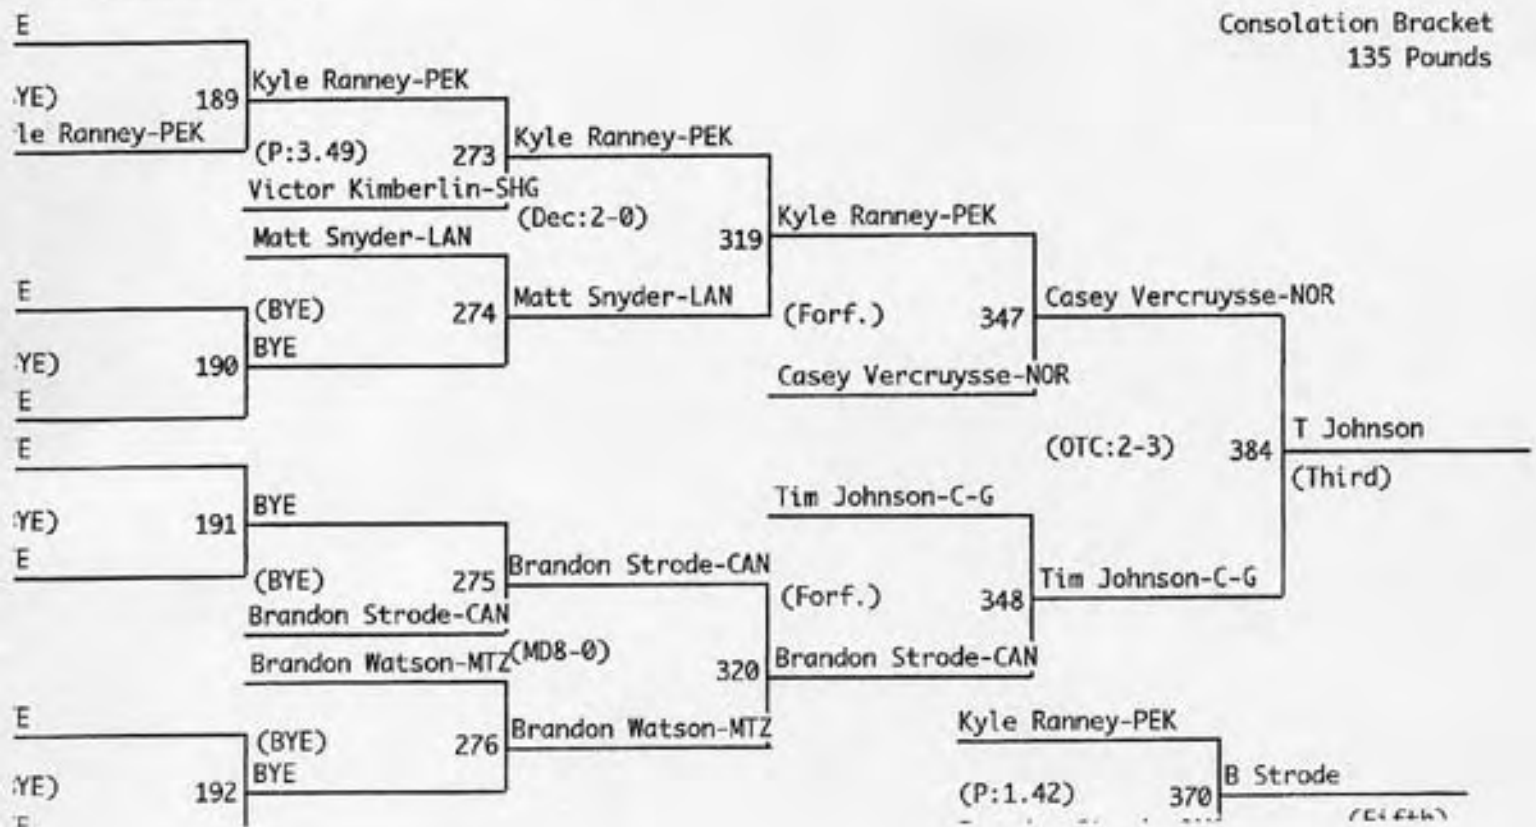 Consolation Bracket
135 Pounds
E
Kyle Ranney-PEK
YE)
189
le Ranney-PEK
Kyle Ranney-PEK
(P:3.49)
273
Victor Kimberlin-SHG
(Dec:2-0)
Kyle Ranney-PEK
Matt Snyder-LAN
319
E
Matt Snyder-LAN
Casey Vercruysse-NOR
(BYE)
274
(Forf.)
347
BYE
YE)
190
Casey Vercruysse-NOR
E
T Johnson
E
(OTC:2-3)
384
(Third)
Tim Johnson-C-G
BYE
YE)
191
E
Brandon Strode-CAN
(BYE)
275
Tim Johnson-C-G
(Forf.)
348
Brandon Strode-CAN
(MD8-0)
Brandon Watson-MTZ
320
Brandon Strode-CAN
E
Kyle Ranney-PEK
Brandon Watson-MTZ
(BYE)
276
BYE
B Strode
YE)
192
(P:1.42)
370
(Fifth)